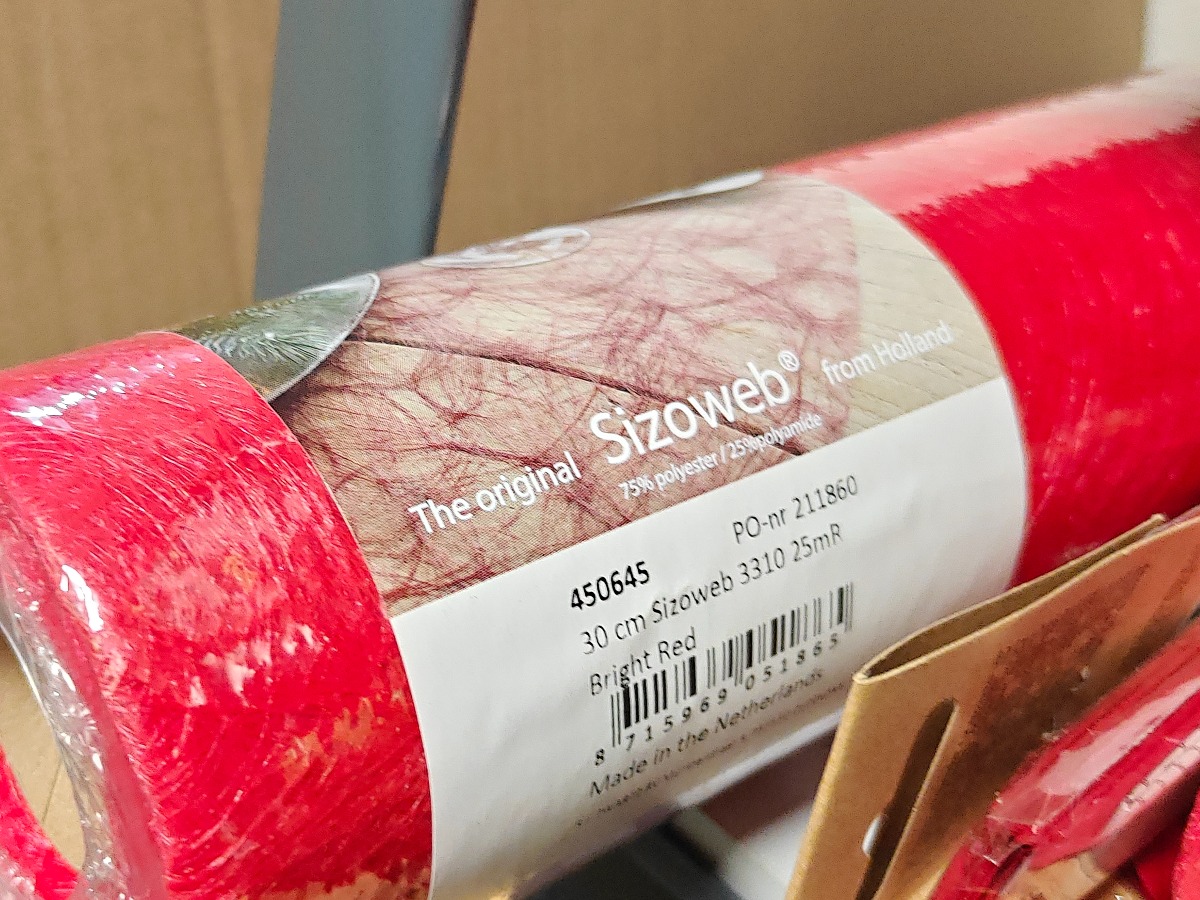 The original Sizoweb® from Holland
75% polyester / 25%polyamide
450645 PO-nr 211860
30 cm Sizoweb 3310 25mR
Bright Red
8 715969 051865
Made in the Netherlands